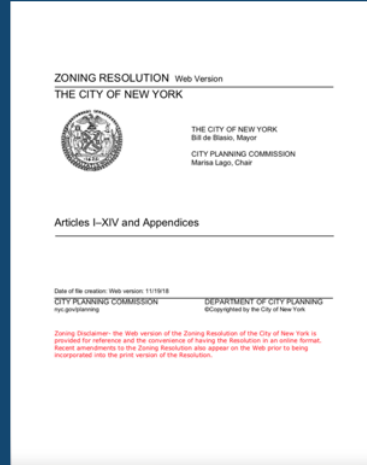 ZONING RESOLUTION Web Version
THE CITY OF NEW YORK
THE CITY OF NEW YORK
Bill de Blasio, Mayor
CITY PLANNING COMMISSION
Marisa Lago, Chair
Articles I–XIV and Appendices
Date of file creation: Web version: 11/19/18
CITY PLANNING COMMISSION
nyc.gov/planning
DEPARTMENT OF CITY PLANNING
©Copyrighted by the City of New York
Zoning Disclaimer- the Web version of the Zoning Resolution of the City of New York is
provided for reference and the convenience of having the Resolution in an online format.
Recent amendments to the Zoning Resolution also appear on the Web prior to being
incorporated into the print version of the Resolution.